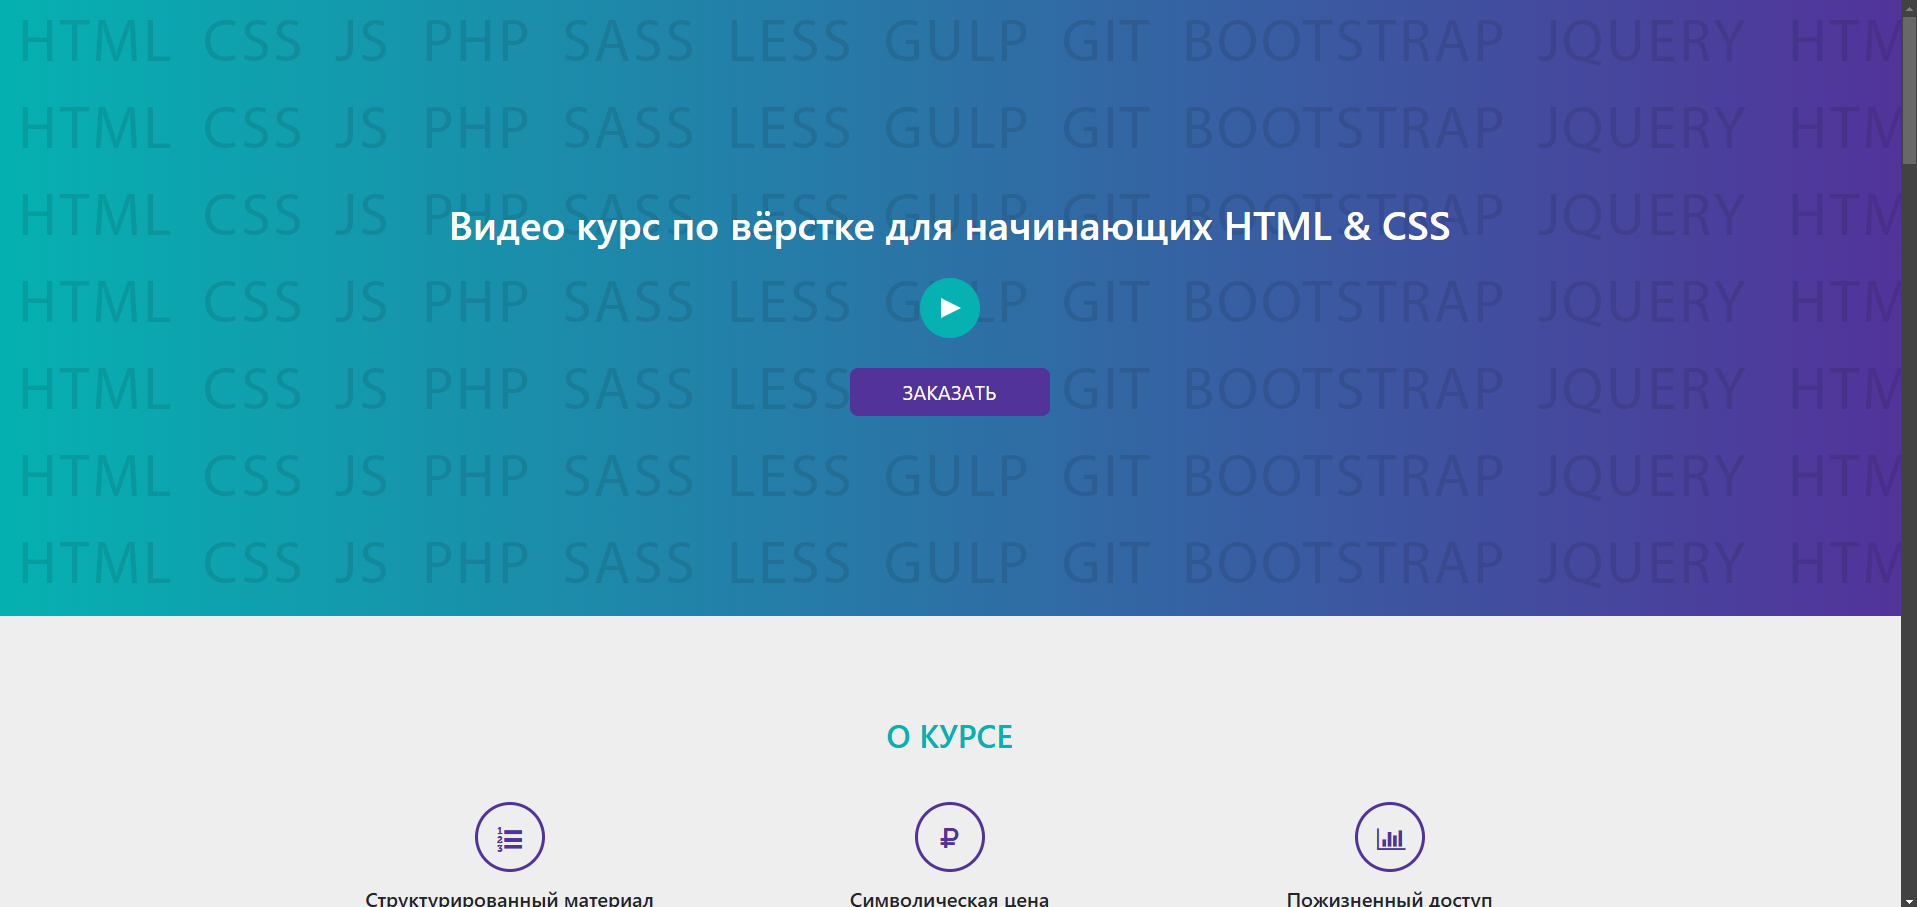 HTML CSS JS PHP SASS LESS GULP GIT BOOTSTRAP JQUERY HTM
HTML CSS JS PHP SASS LESS GULP GIT BOOTSTRAP JQUERY HTM
HTML CSS JS PHP SASS LESS GULP GIT BOOTSTRAP JQUERY HTM
Видео курс по вёрстке для начинающих HTML & CSS
HTML CSS JS PHP SASS LESS G LP GIT BOOTSTRAP JQUERY HTM
HTML CSS JS PHP SASS LESS GIT BOOTSTRAP JQUERY HTM
ЗАКАЗАТЬ
HTML CSS JS PHP SASS LESS GULP GIT BOOTSTRAP JQUERY HTM
HTML CSS JS PHP SASS LESS GULP GIT BOOTSTRAP JQUERY HTM
О КУРСЕ
1
2
3
₽
Структурированный материал
Символическая цена
Пожизненный доступ